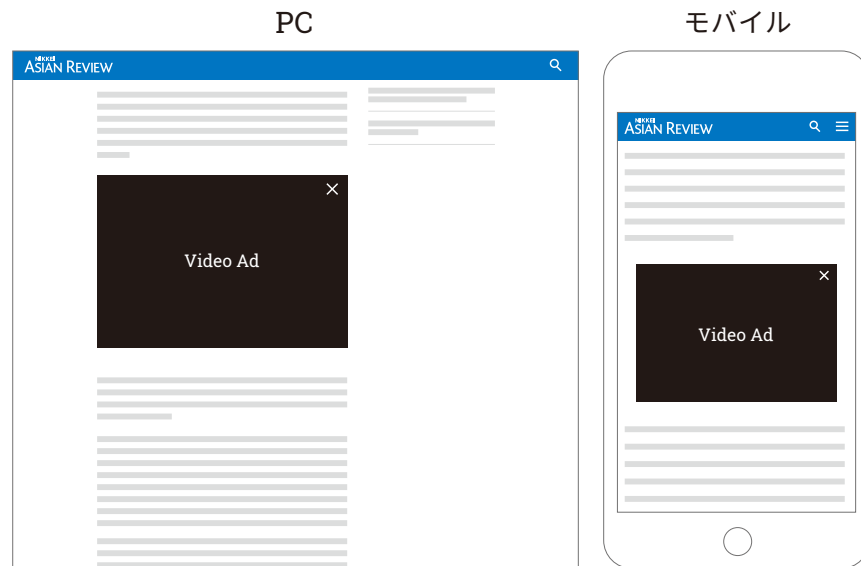 PC
モバイル
NIKKEI
ASIAN REVIEW
Video Ad
NIKKEI
ASIAN REVIEW
Video Ad